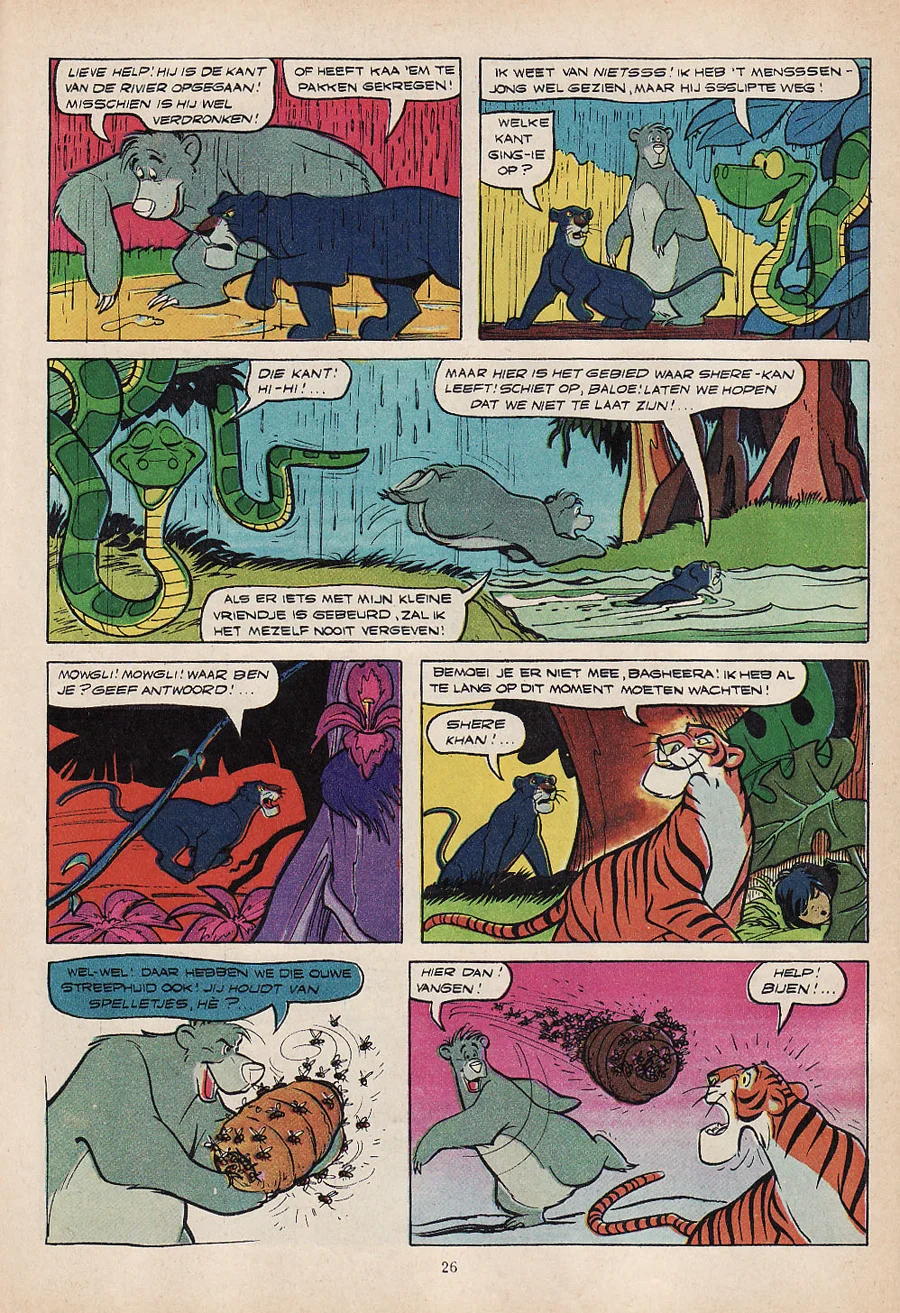 LIEVE HELP! HIJ IS DE KANT
VAN DE RIVIER OPGEGAAN!
MISSCHIEN IS HIJ WEL
VERDRONKEN!
OF HEEFT KAA 'EM TE
PAKKEN GEKREGEN!
IK WEET VAN NIETSSS! IK HEB 'T MENSSSEN-
JONG WEL GEZIEN, MAAR HIJ SSSLIPTE WEG!
WELKE
KANT
GING-IE
OP?
DIE KANT!
HI-HI!...
MAAR HIER IS HET GEBIED WAAR SHERE-KAN
LEEFT! SCHIET OP, BALOE! LATEN WE HOPEN
DAT WE NIET TE LAAT ZIJN!...
ALS ER IETS MET MIJN KLEINE
VRIENDJE IS GEBEURD, ZAL IK
HET MEZELF NOOIT VERGEVEN!
MOWGLI! MOWGLI! WAAR BEN
JE? GEEF ANTWOORD!...
BEMOEI JE ER NIET MEE, BAGHEERA! IK HEB AL
TE LANG OP DIT MOMENT MOETEN WACHTEN!
SHERE
KHAN!...
WEL-WEL! DAAR HEBBEN WE DIE OUWE
STREEPHUID OOK! JIJ HOUDT VAN
SPELLETJES, HÈ?...
HIER DAN!
VANGEN!
HELP!
BIJEN!...
26